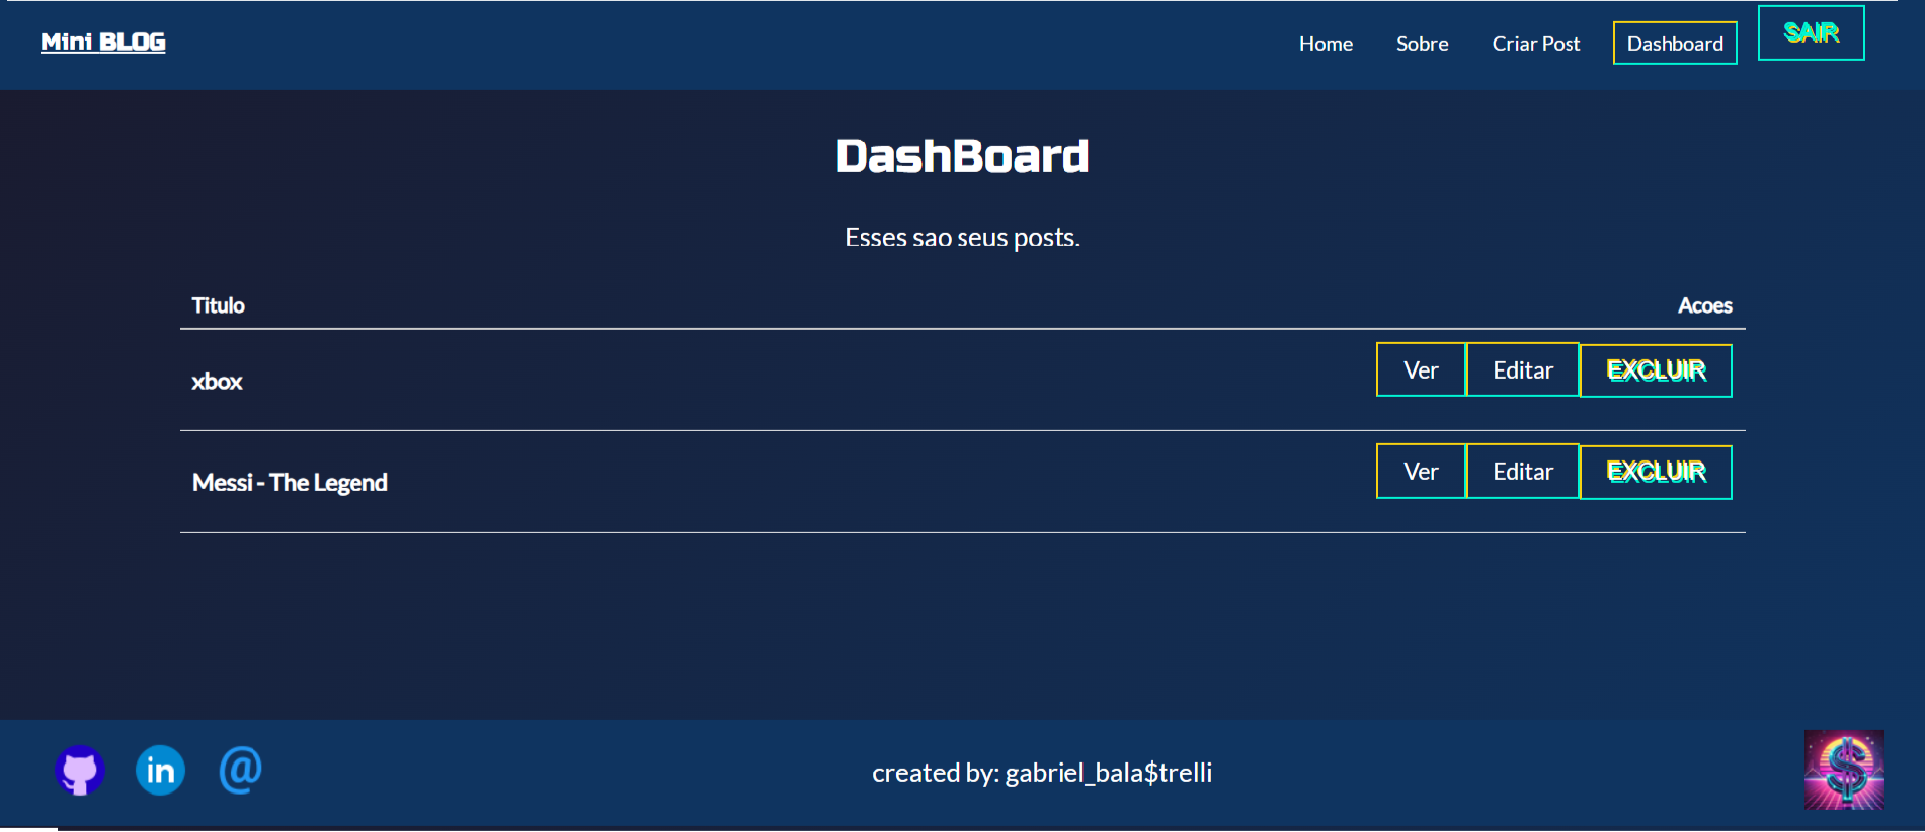 Mini BLOG
Home Sobre Criar Post Dashboard SAIR
DashBoard
Esses sao seus posts.
Titulo Acoes
xbox Ver Editar EXCLUIR
Messi - The Legend Ver Editar EXCLUIR
in @ created by: gabriel_bala$trelli $